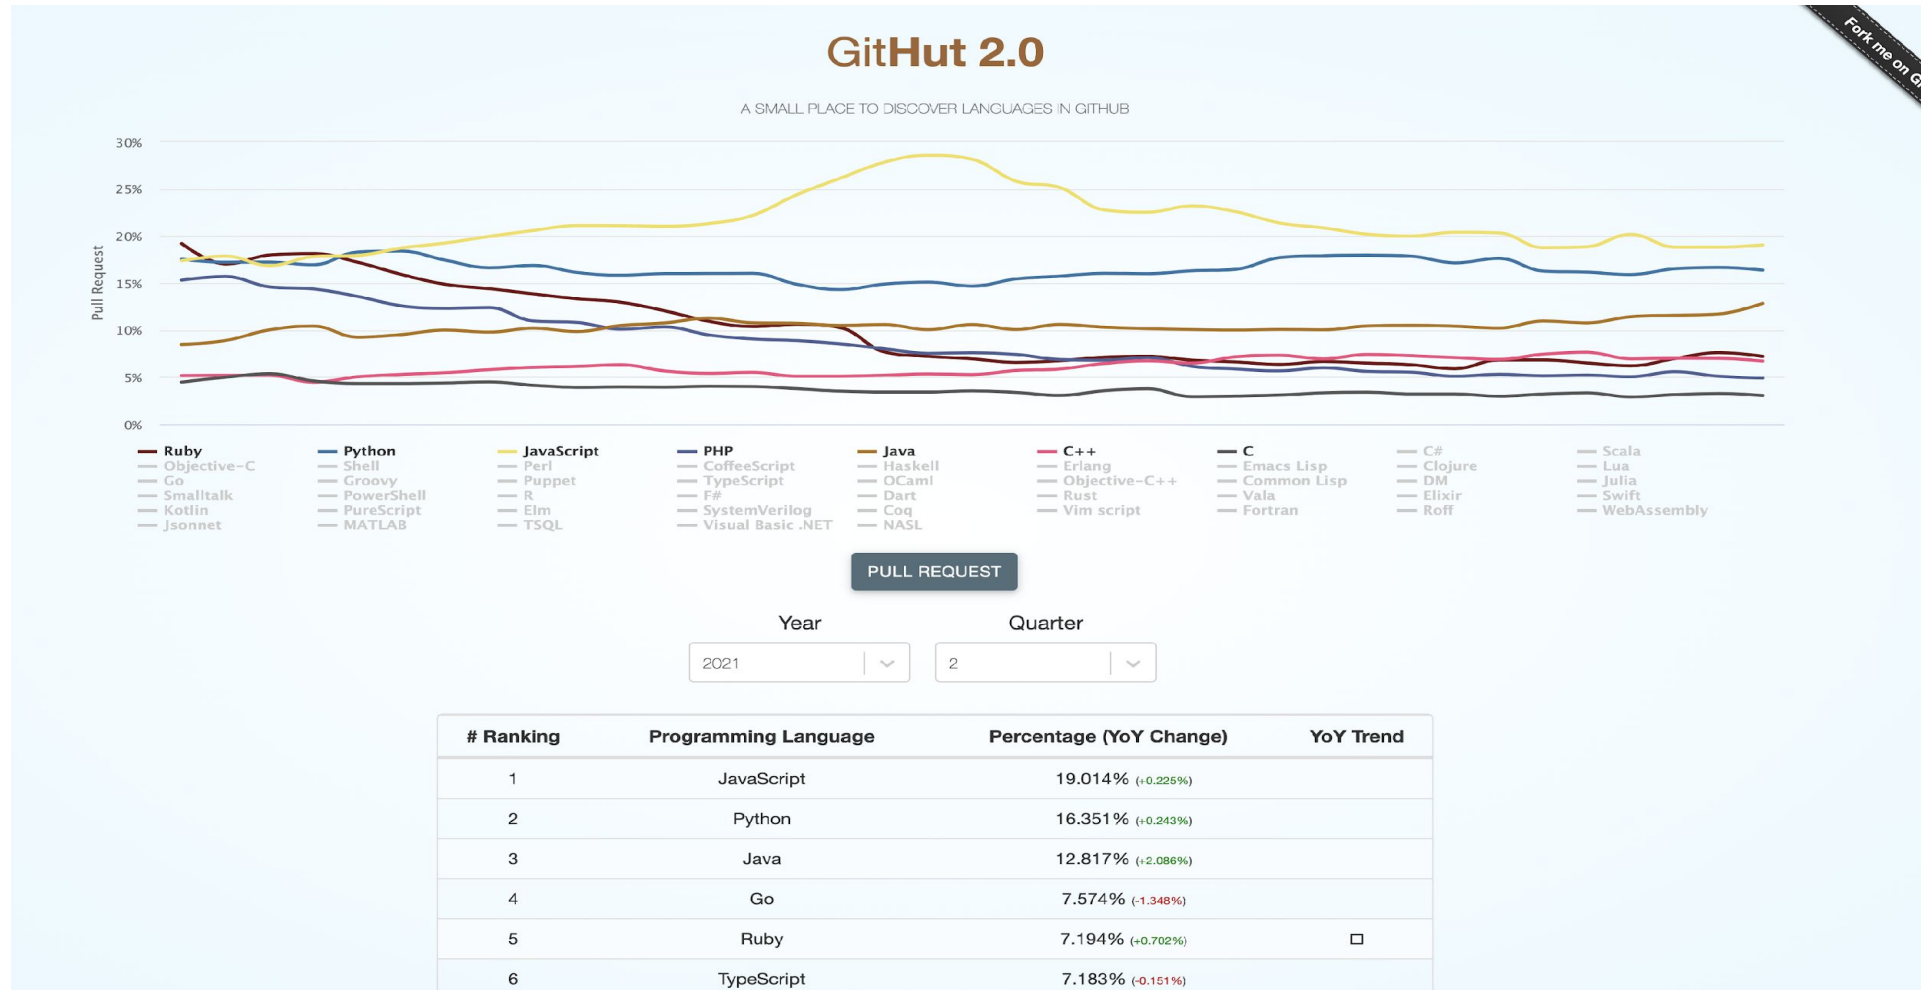 GitHut 2.0
Fork me on G
A SMALL PLACE TO DISCOVER LANGUAGES IN GITHUB
30%
25%
20%
15%
10%
5%
0%
Pull Request
Ruby Python JavaScript PHP Java C++ C C# Scala
Objective-C Shell Perl CoffeeScript Haskell Erlang Emacs Lisp Clojure Lua
Go Groovy Puppet TypeScript OCaml Objective-C++ Common Lisp DM Julia
Smalltalk PowerShell R F# Dart Rust Vala Elixir Swift
Kotlin PureScript Elm SystemVerilog Coq Vim script Fortran Roff WebAssembly
Jsonnet MATLAB TSQL Visual Basic .NET NASL
PULL REQUEST
Year Quarter
2021 2
# Ranking Programming Language Percentage (YoY Change) YoY Trend
1 JavaScript 19.014% (+0.225%)
2 Python 16.351% (+0.243%)
3 Java 12.817% (+2.086%)
4 Go 7.574% (-1.348%)
5 Ruby 7.194% (+0.702%)
6 TypeScript 7.183% (-0.151%)